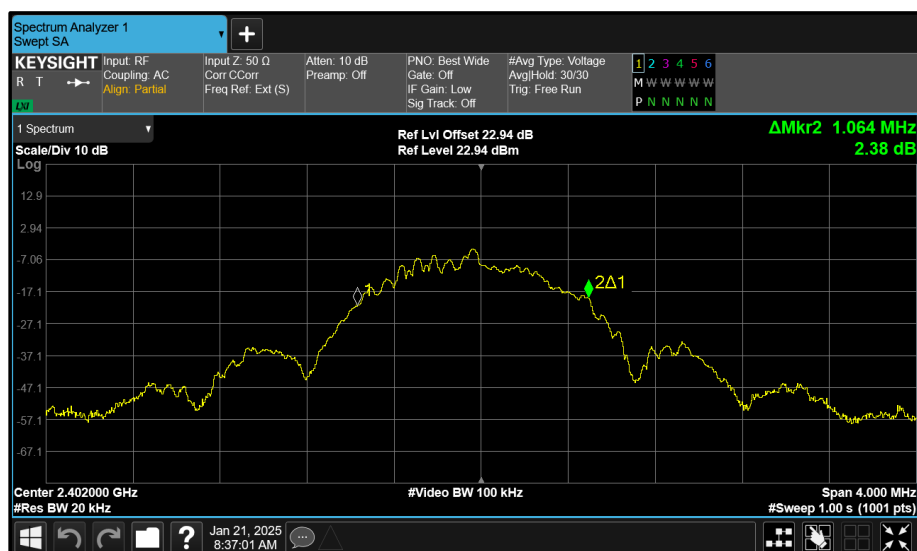 Spectrum Analyzer 1
Swept SA
+
KEYSIGHT
R T
LXI
Input: RF
Coupling: AC
Align: Partial
Input Z: 50 Ω
Corr CCorr
Freq Ref: Ext (S)
Atten: 10 dB
Preamp: Off
PNO: Best Wide
Gate: Off
IF Gain: Low
Sig Track: Off
#Avg Type: Voltage
Avg|Hold: 30/30
Trig: Free Run
1 2 3 4 5 6
M W W W W W
P N N N N N
1 Spectrum
Scale/Div 10 dB
Ref Lvl Offset 22.94 dB
Ref Level 22.94 dBm
ΔMkr2 1.064 MHz
2.38 dB
Log
12.9
2.94
-7.06
-17.1
-27.1
-37.1
-47.1
-57.1
-67.1
1
2Δ1
Center 2.402000 GHz
#Res BW 20 kHz
#Video BW 100 kHz
Span 4.000 MHz
#Sweep 1.00 s (1001 pts)
?
Jan 21, 2025
8:37:01 AM